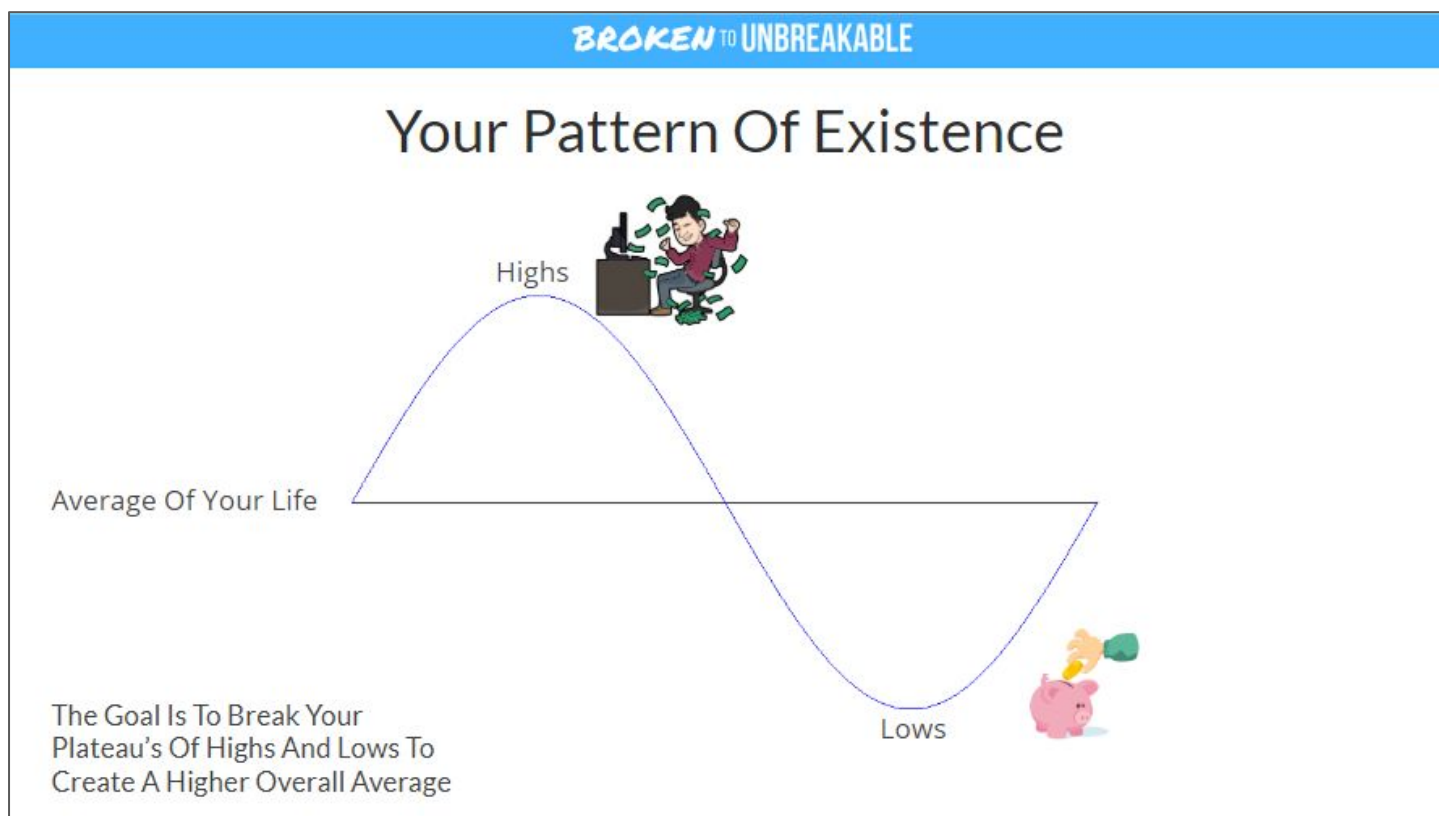 BROKEN TO UNBREAKABLE
Your Pattern Of Existence
Highs
Average Of Your Life
The Goal Is To Break Your
Plateau's Of Highs And Lows To
Create A Higher Overall Average
Lows